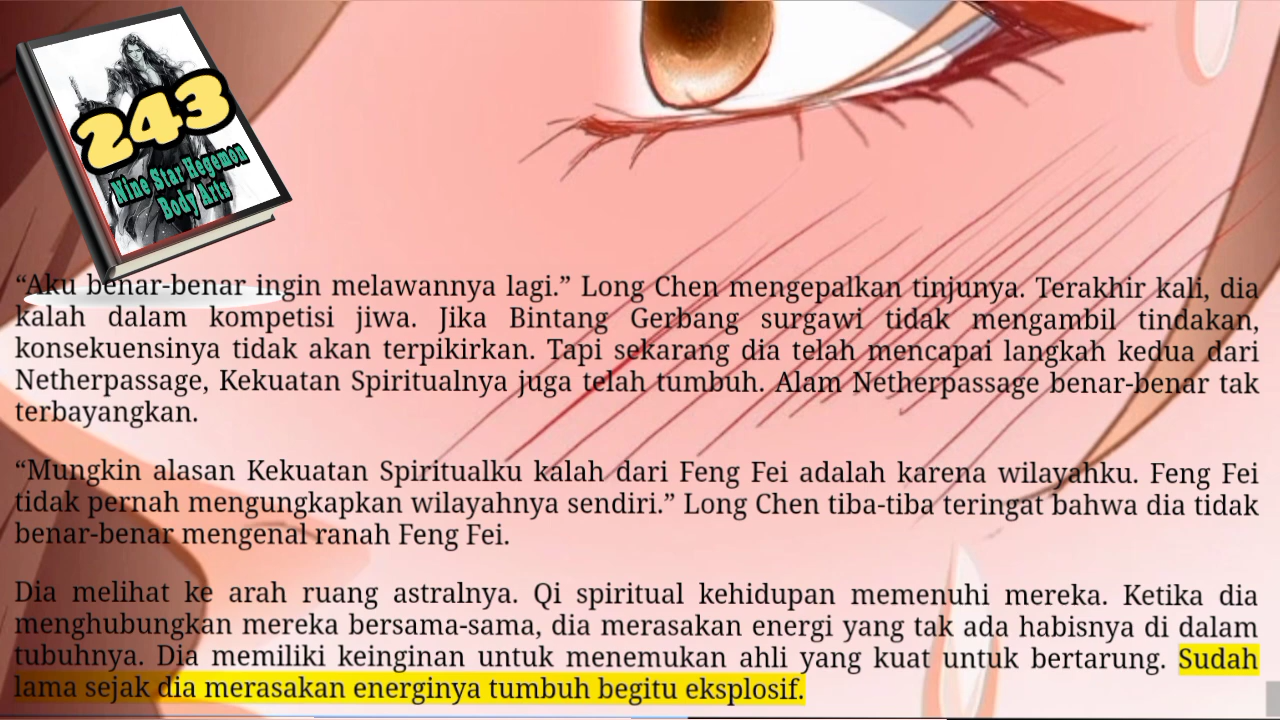 243
Nine Star Hegemon
Body Arts
“Aku benar-benar ingin melawannya lagi.” Long Chen mengepalkan tinjunya. Terakhir kali, dia
kalah dalam kompetisi jiwa. Jika Bintang Gerbang surgawi tidak mengambil tindakan,
konsekuensinya tidak akan terpikirkan. Tapi sekarang dia telah mencapai langkah kedua dari
Netherpassage, Kekuatan Spiritualnya juga telah tumbuh. Alam Netherpassage benar-benar tak
terbayangkan.
“Mungkin alasan Kekuatan Spiritualku kalah dari Feng Fei adalah karena wilayahku. Feng Fei
tidak pernah mengungkapkan wilayahnya sendiri.” Long Chen tiba-tiba teringat bahwa dia tidak
benar-benar mengenal ranah Feng Fei.
Dia melihat ke arah ruang astralnya. Qi spiritual kehidupan memenuhi mereka. Ketika dia
menghubungkan mereka bersama-sama, dia merasakan energi yang tak ada habisnya di dalam
tubuhnya. Dia memiliki keinginan untuk menemukan ahli yang kuat untuk bertarung. Sudah
lama sejak dia merasakan energinya tumbuh begitu eksplosif.